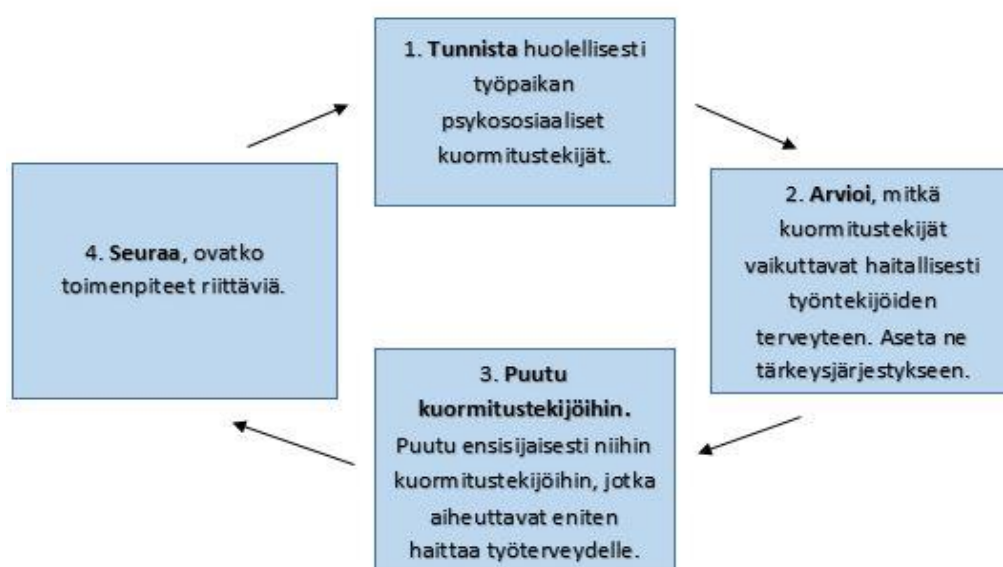 1. Tunnista huolellisesti
työpaikan
psykososiaaliset
kuormitustekijät.
2. Arvioi, mitkä
kuormitustekijät
vaikuttavat haitallisesti
työntekijöiden
terveyteen. Aseta ne
tärkeysjärjestykseen.
3. Puutu
kuormitustekijöihin.
Puutu ensisijaisesti niihin
kuormitustekijöihin, jotka
aiheuttavat eniten
haittaa työterveydelle.
4. Seuraa, ovatko
toimenpiteet riittäviä.